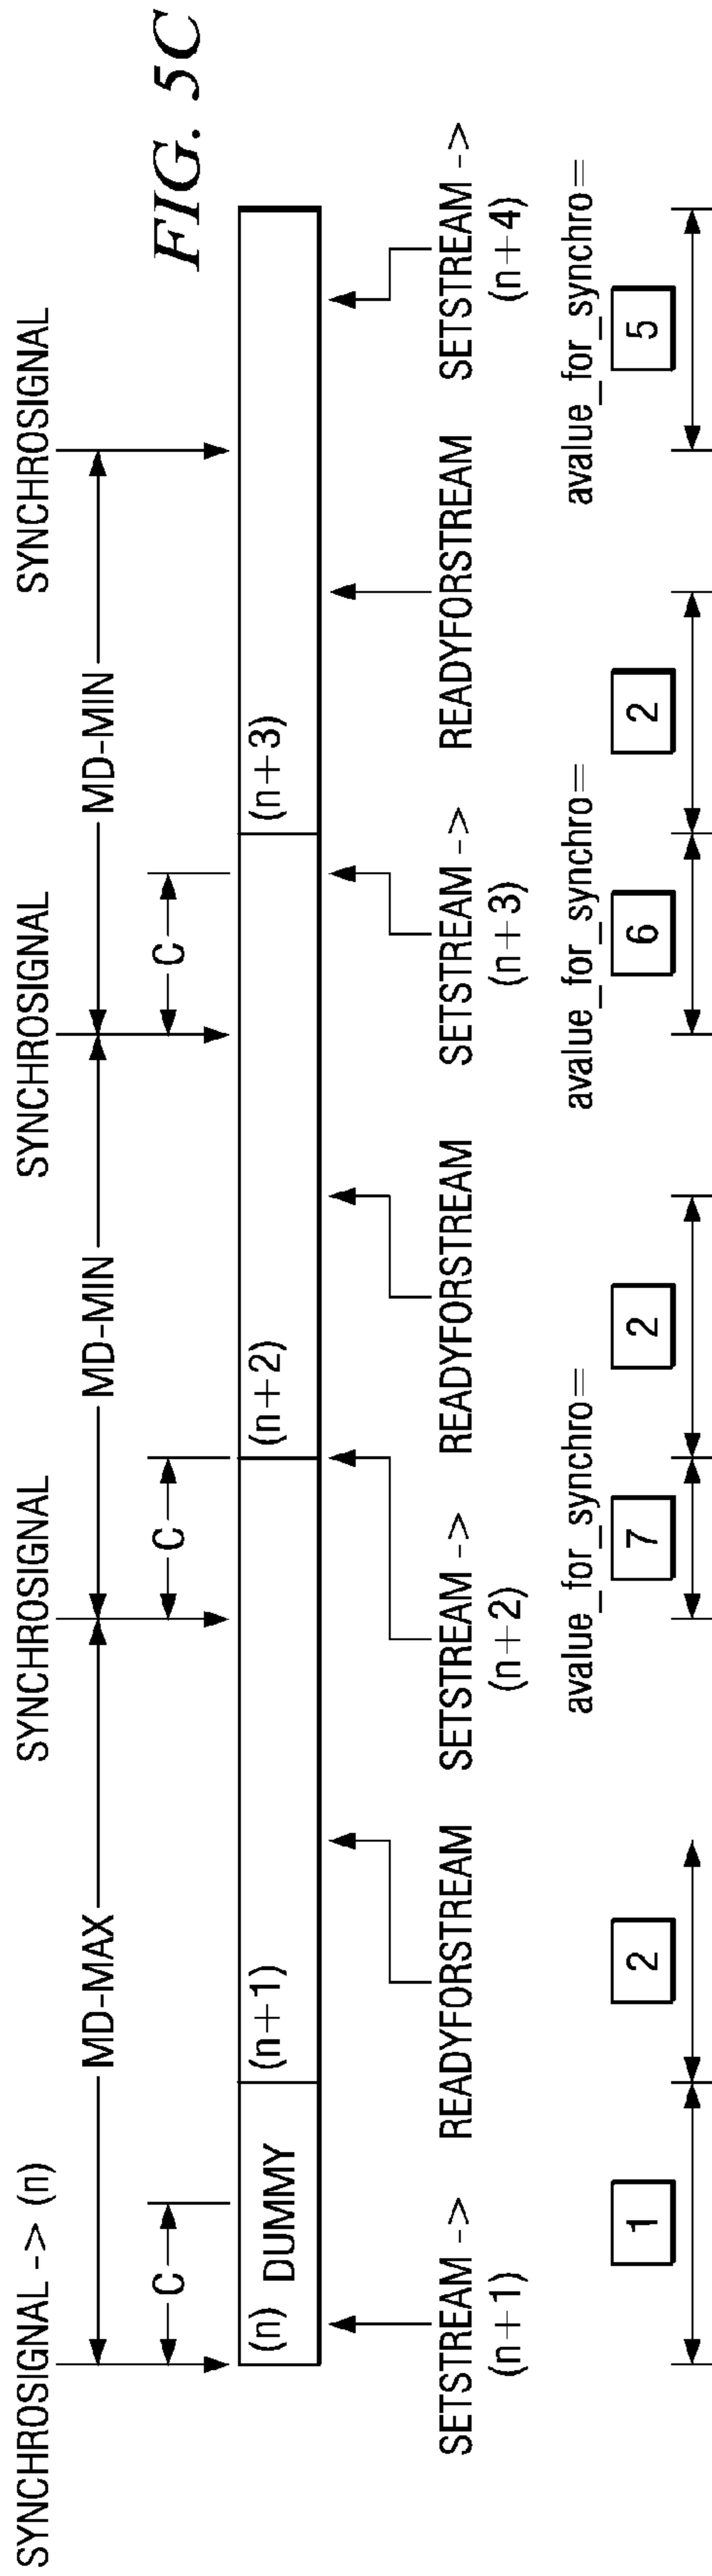 FIG. 5C
SYNCHROSIGNAL -> (n)
SYNCHROSIGNAL
SYNCHROSIGNAL
SYNCHROSIGNAL
MD-MAX
MD-MIN
MD-MIN
C
C
C
(n) DUMMY
(n+1)
(n+2)
(n+3)
SETSTREAM ->
(n+1)
READYFORSTREAM
SETSTREAM ->
(n+2)
READYFORSTREAM
SETSTREAM ->
(n+3)
READYFORSTREAM
SETSTREAM ->
(n+4)
avalue_for_synchro=
avalue_for_synchro=
avalue_for_synchro=
1
2
7
2
6
2
5